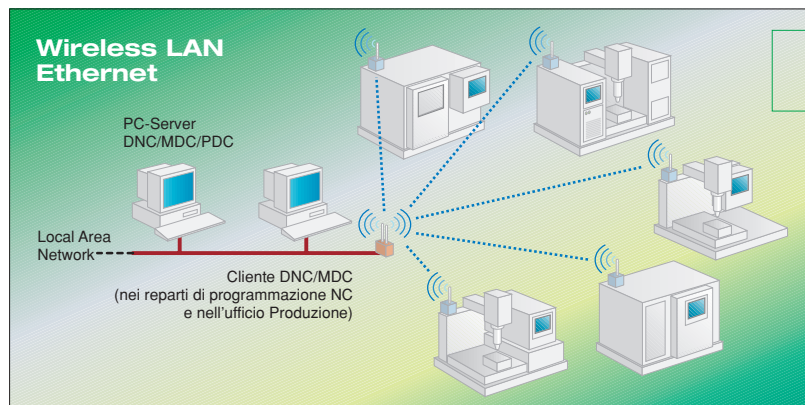 Wireless LAN
Ethernet
PC-Server
DNC/MDC/PDC
Local Area
Network
Cliente DNC/MDC
(nei reparti di programmazione NC
e nell'ufficio Produzione)